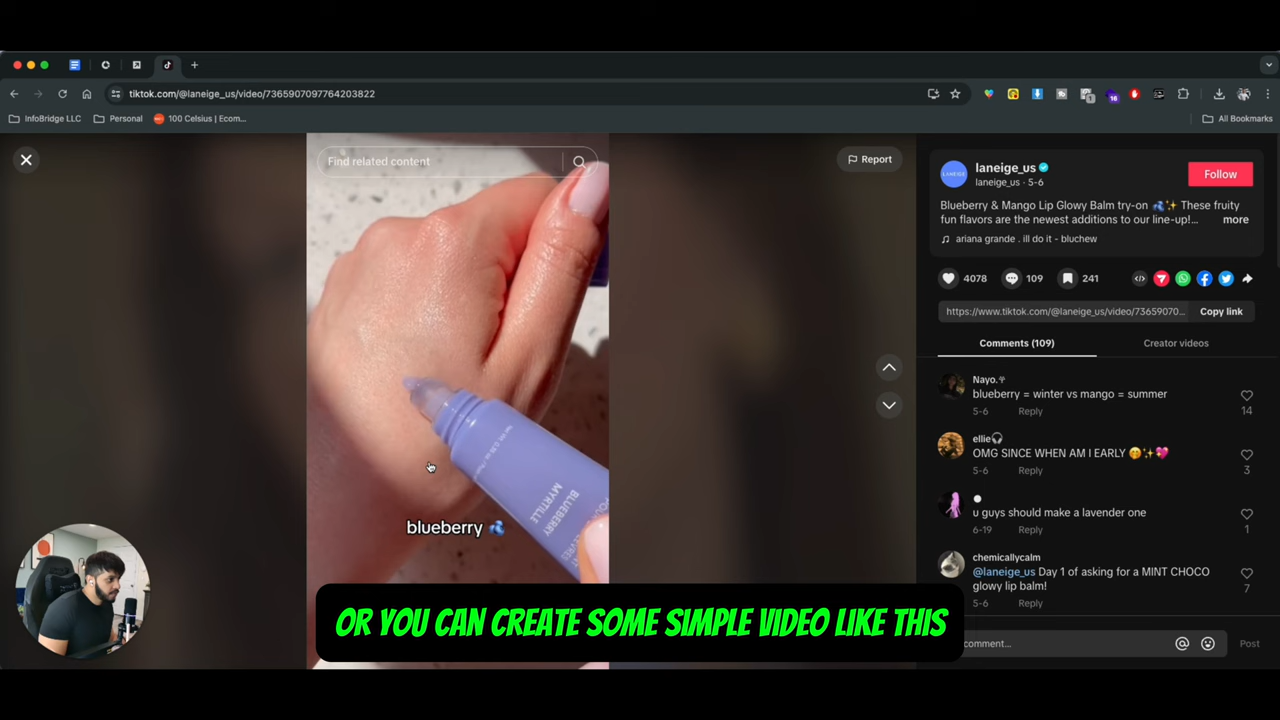 tiktok.com/@laneige_us/video/7365907097764203822
InfoBridge LLC
Personal
100 Celsius | Ecom...
All Bookmarks
Find related content
Report
laneige_us
laneige_us · 5-6
Follow
Blueberry & Mango Lip Glowy Balm try-on 🫐✨ These fruity
fun flavors are the newest additions to our line-up!...
more
ariana grande . ill do it - bluchew
4078
109
241
https://www.tiktok.com/@laneige_us/video/73659070...
Copy link
Comments (109)
Creator videos
Nayo.
blueberry = winter vs mango = summer
5-6
Reply
14
ellie🎧
OMG SINCE WHEN AM I EARLY 🤭✨💖
5-6
Reply
3
u guys should make a lavender one
6-19
Reply
1
chemicallycalm
@laneige_us Day 1 of asking for a MINT CHOCO
glowy lip balm!
5-6
Reply
7
comment...
Post
BLUEBERRY
MYRTILLE
blueberry 🫐
OR YOU CAN CREATE SOME SIMPLE VIDEO LIKE THIS
16
1
LANEIGE